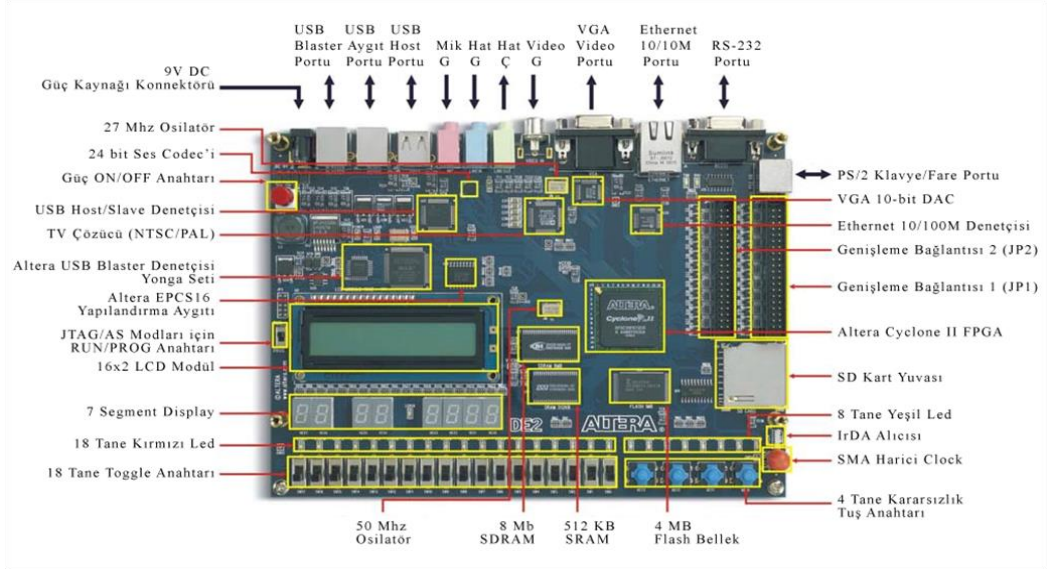 USB Blaster Portu
USB Aygıt Portu
USB Host Portu
Mik G
Hat G
Hat Ç
Video G
VGA Video Portu
Ethernet 10/10M Portu
RS-232 Portu
9V DC
Güç Kaynağı Konnektörü
27 Mhz Osilatör
24 bit Ses Codec'i
Güç ON/OFF Anahtarı
USB Host/Slave Denetçisi
TV Çözücü (NTSC/PAL)
Altera USB Blaster Denetçisi
Yonga Seti
Altera EPCS16
Yapılandırma Aygıtı
JTAG/AS Modları için
RUN/PROG Anahtarı
16x2 LCD Modül
7 Segment Display
18 Tane Kırmızı Led
18 Tane Toggle Anahtarı
PS/2 Klavye/Fare Portu
VGA 10-bit DAC
Ethernet 10/100M Denetçisi
Genişleme Bağlantısı 2 (JP2)
Genişleme Bağlantısı 1 (JP1)
Altera Cyclone II FPGA
SD Kart Yuvası
8 Tane Yeşil Led
IrDA Alıcısı
SMA Harici Clock
4 Tane Kararsızlık
Tuş Anahtarı
50 Mhz
Osilatör
8 Mb
SDRAM
512 KB
SRAM
4 MB
Flash Bellek
ALTERA
Cyclone II
DE2
ALTERA